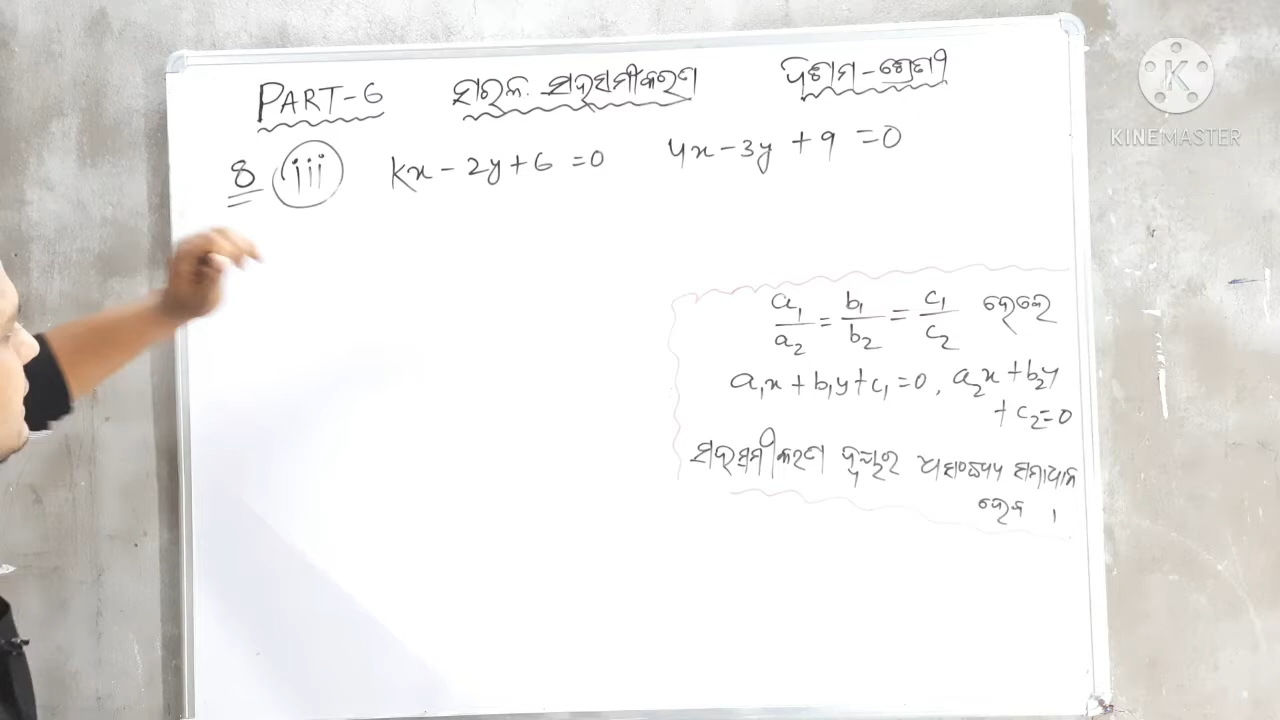 PART-6 ସରଳ ସହସମୀକରଣ ଦଶମ-ଶ୍ରେଣୀ
K
KINEMASTER
8 iii kx - 2y + 6 = 0 4x - 3y + 9 = 0
a₁/a₂ = b₁/b₂ = c₁/c₂ ହେଲେ
a₁x + b₁y + c₁ = 0, a₂x + b₂y
+ c₂ = 0
ସହସମୀକରଣ ଦ୍ୱୟର ଅସଂଖ୍ୟ ସମାଧାନ
ହେବ ।